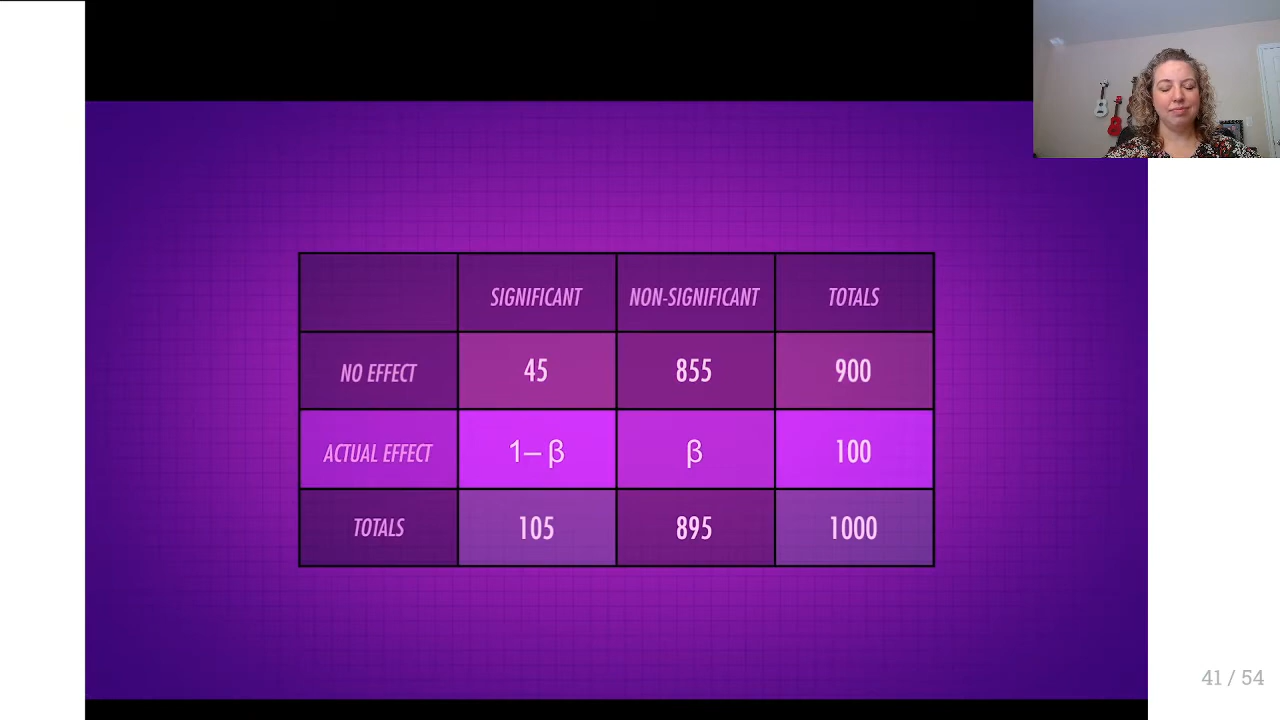 SIGNIFICANT NON-SIGNIFICANT TOTALS
NO EFFECT 45 855 900
ACTUAL EFFECT 1– β β 100
TOTALS 105 895 1000
41 / 54